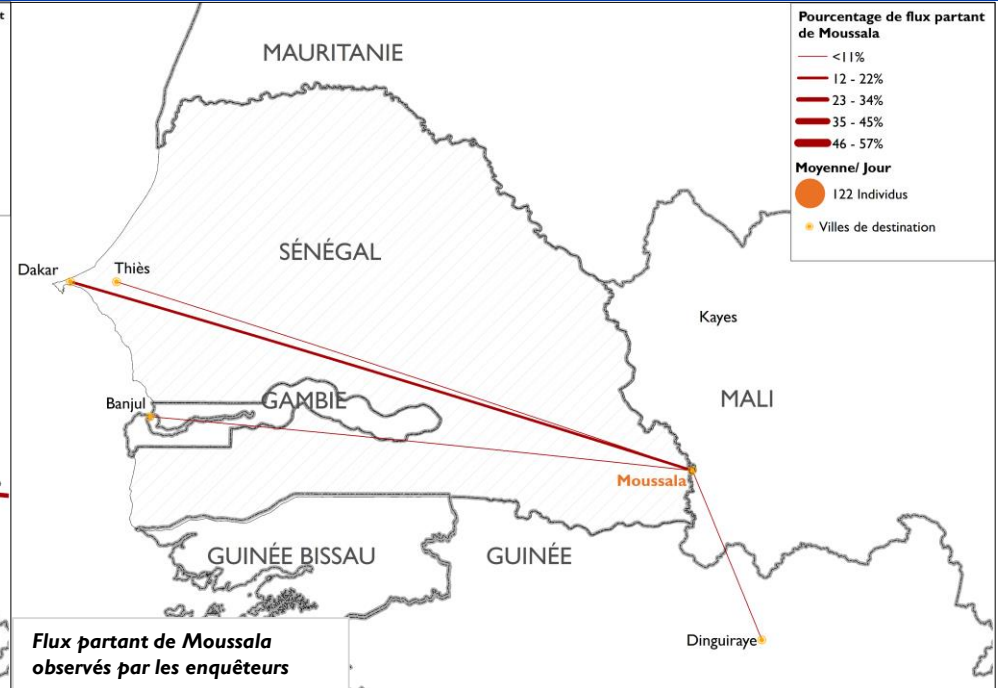 t
MAURITANIE
Pourcentage de flux partant
de Moussala
<11%
12 - 22%
23 - 34%
35 - 45%
46 - 57%
Moyenne/ Jour
122 Individus
Villes de destination
SÉNÉGAL
Dakar
Thiès
Kayes
Banjul
GAMBIE
MALI
Moussala
GUINÉE BISSAU
GUINÉE
Dinguiraye
Flux partant de Moussala
observés par les enquêteurs